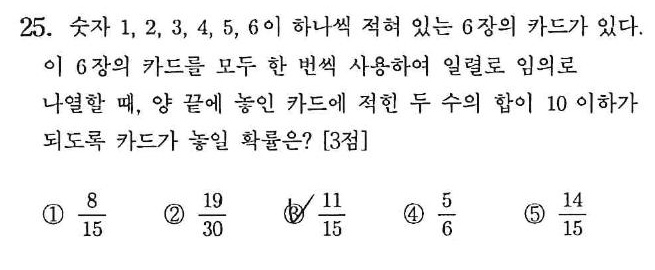 25. 숫자 1, 2, 3, 4, 5, 6이 하나씩 적혀 있는 6장의 카드가 있다.
이 6장의 카드를 모두 한 번씩 사용하여 일렬로 임의로
나열할 때, 양 끝에 놓인 카드에 적힌 두 수의 합이 10 이하가
되도록 카드가 놓일 확률은? [3점]
① 8/15 ② 19/30 ③ 11/15 ④ 5/6 ⑤ 14/15